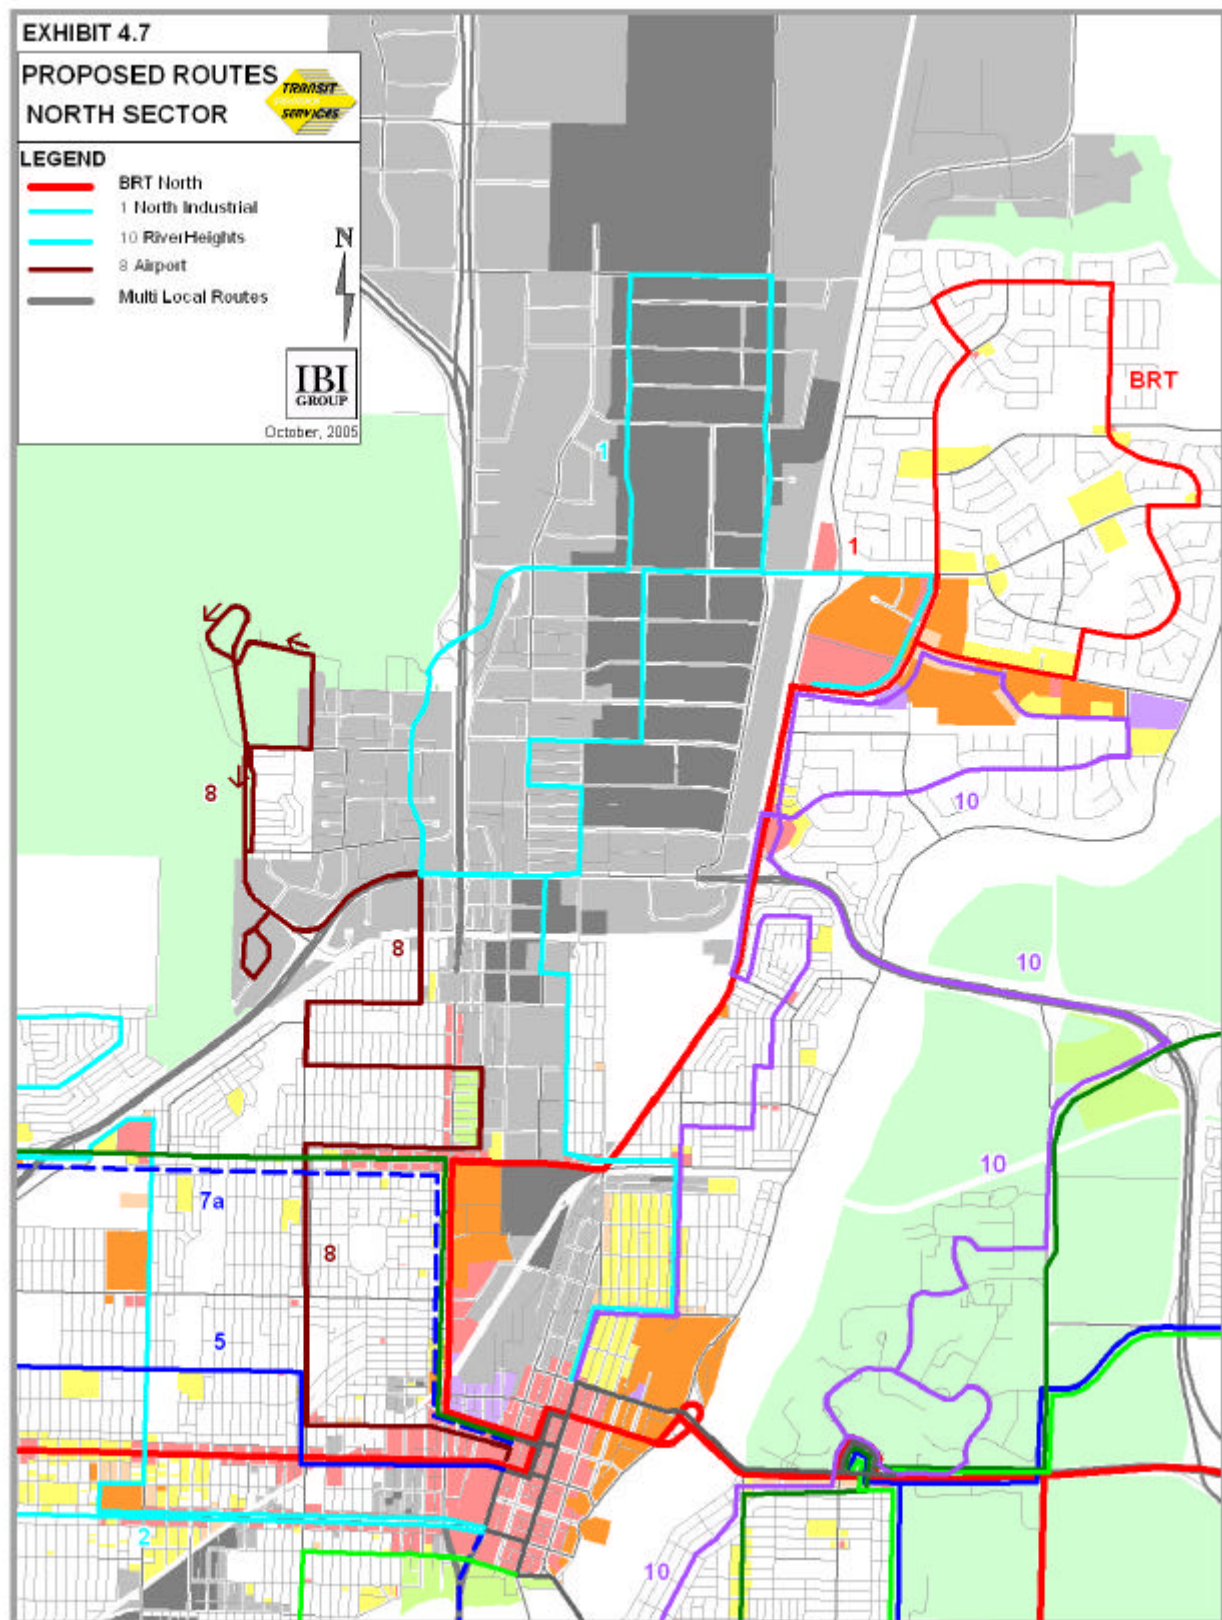 EXHIBIT 4.7
PROPOSED ROUTES
NORTH SECTOR
TRANSIT
SERVICES
LEGEND
BRT North
1 North Industrial
10 RiverHeights
8 Airport
Multi Local Routes
N
IBI
GROUP
October, 2005
BRT
1
1
8
10
8
10
10
7a
8
5
2
10